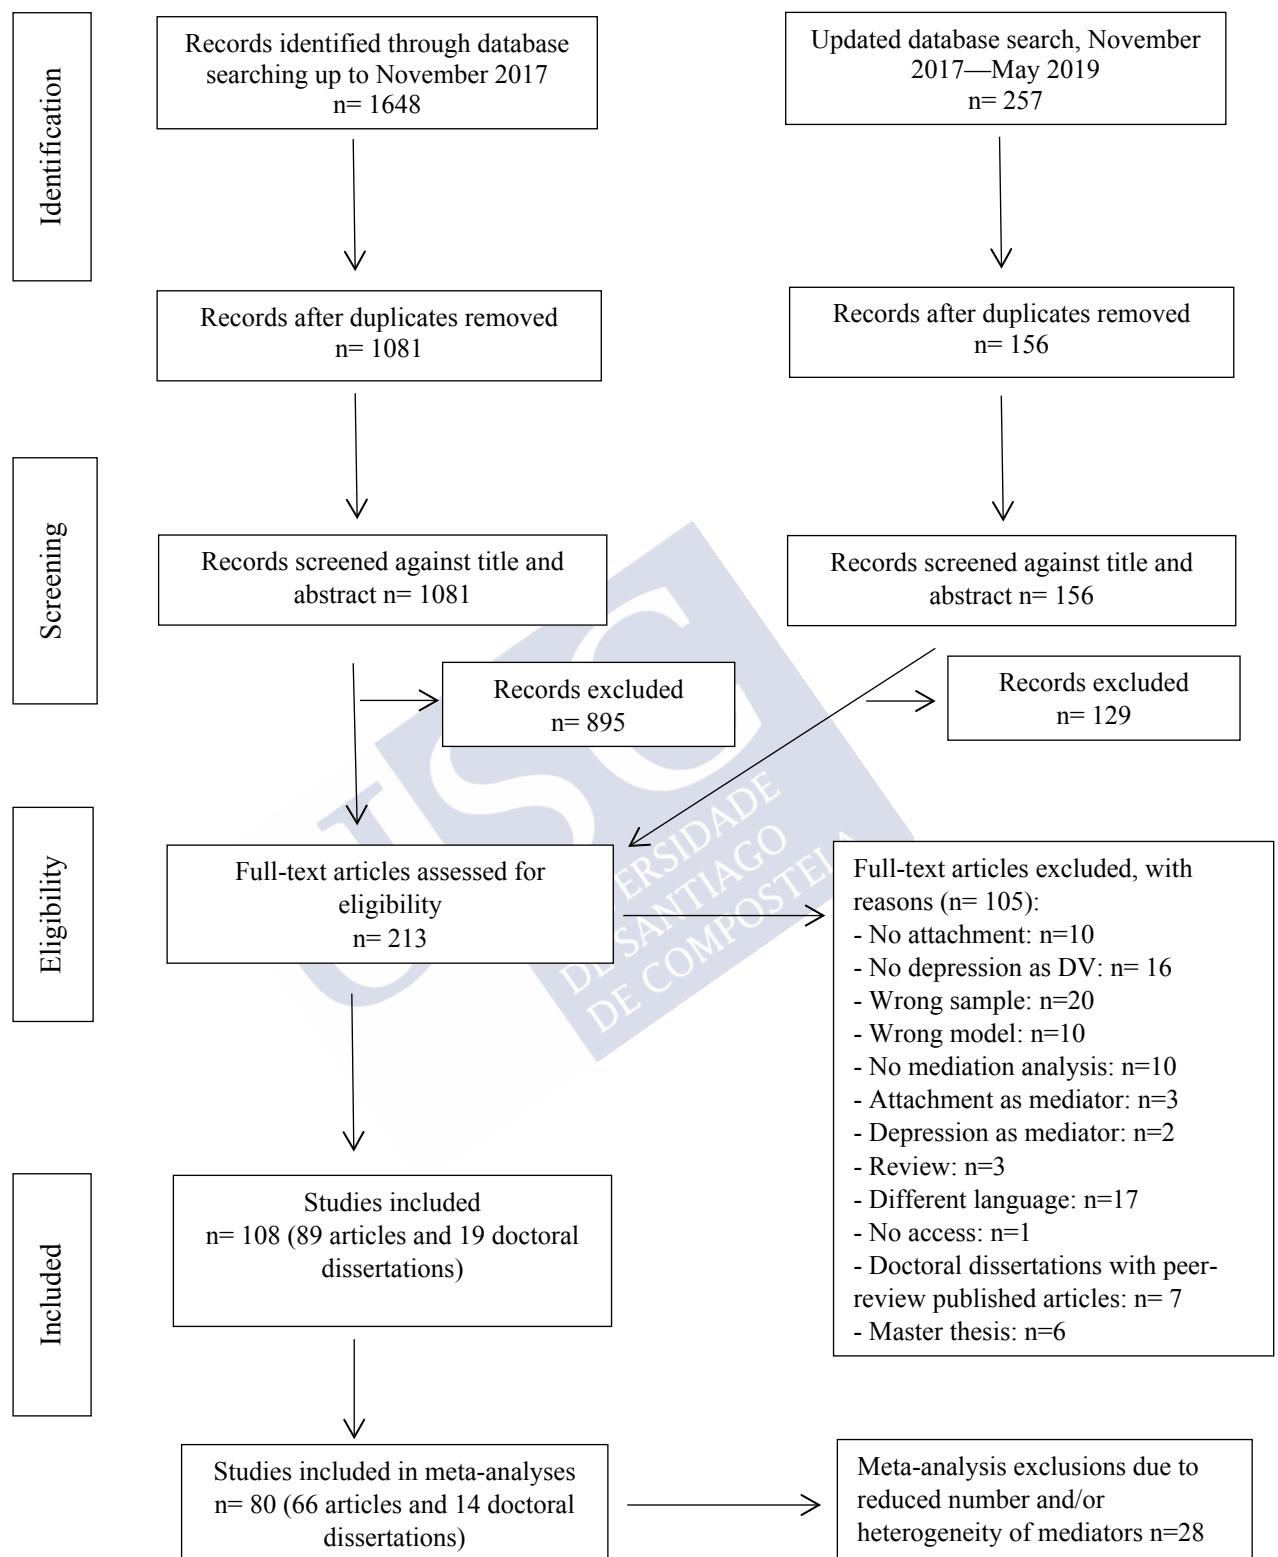 Identification
Records identified through database
searching up to November 2017
n= 1648
Updated database search, November
2017—May 2019
n= 257
Records after duplicates removed
n= 1081
Records after duplicates removed
n= 156
Screening
Records screened against title and
abstract n= 1081
Records screened against title and
abstract n= 156
Records excluded
n= 895
Records excluded
n= 129
Eligibility
Full-text articles assessed for
eligibility
n= 213
Full-text articles excluded, with
reasons (n= 105):
- No attachment: n=10
- No depression as DV: n= 16
- Wrong sample: n=20
- Wrong model: n=10
- No mediation analysis: n=10
- Attachment as mediator: n=3
- Depression as mediator: n=2
- Review: n=3
- Different language: n=17
- No access: n=1
- Doctoral dissertations with peer-
review published articles: n= 7
- Master thesis: n=6
Included
Studies included
n= 108 (89 articles and 19 doctoral
dissertations)
Studies included in meta-analyses
n= 80 (66 articles and 14 doctoral
dissertations)
Meta-analysis exclusions due to
reduced number and/or
heterogeneity of mediators n=28
USC
DE SANTIAGO
DE COMPOSTELA